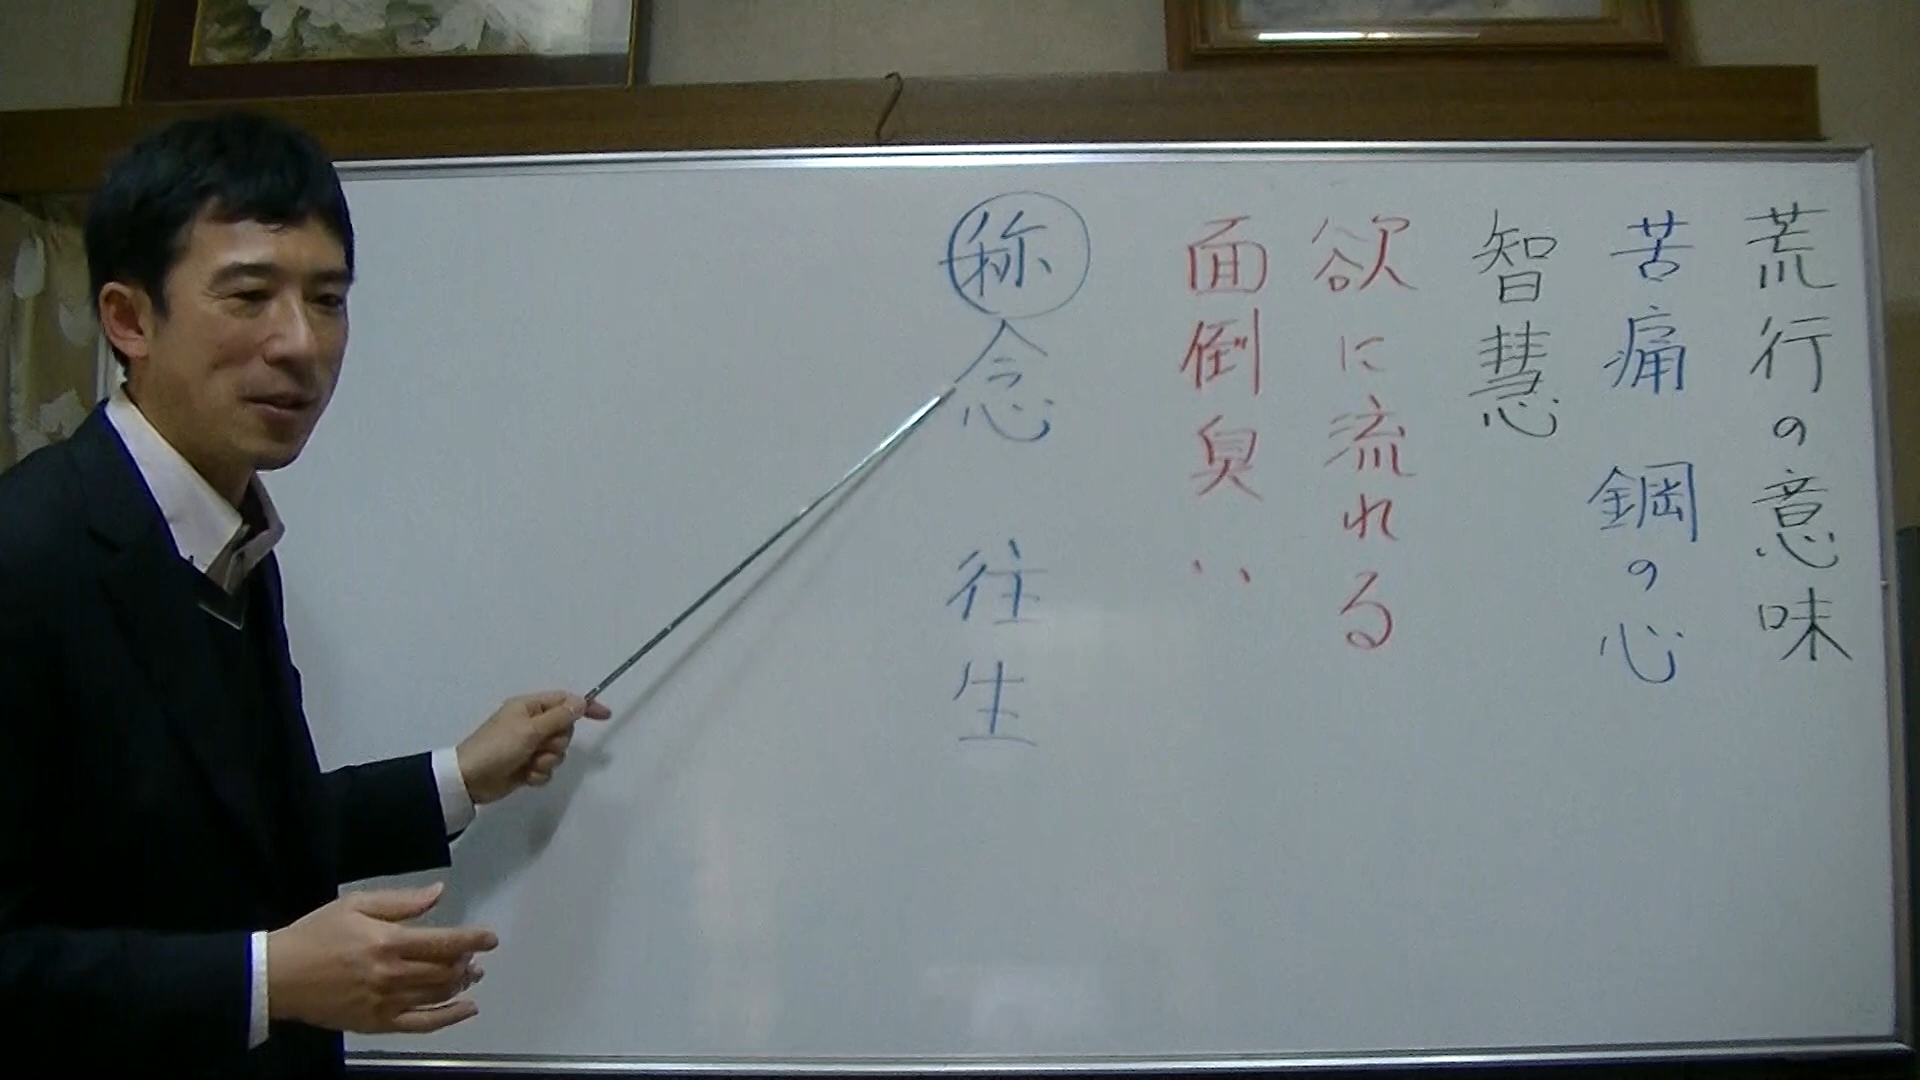 荒行の意味
苦痛 鋼の心
智慧
欲に流れる
面倒臭い
称念 往生